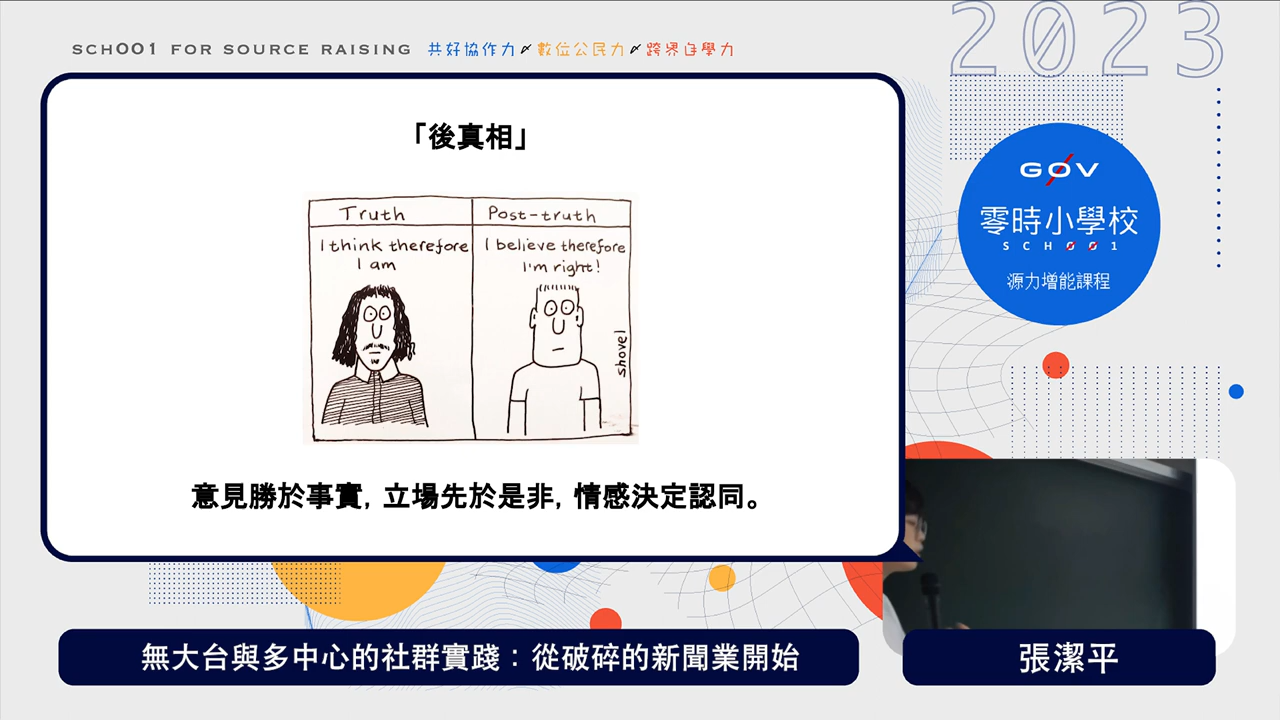 SCH001 FOR SOURCE RAISING 共好協作力 數位公民力 跨界自學力
2023
「後真相」
Truth
I think therefore
I am
Post-truth
I believe therefore
I'm right!
shovel
意見勝於事實，立場先於是非，情感決定認同。
G0V
零時小學校
SCH001
源力增能課程
無大台與多中心的社群實踐：從破碎的新聞業開始
張潔平